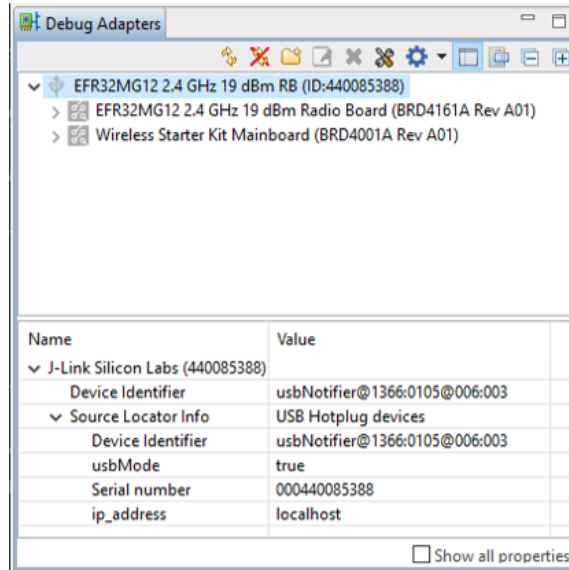 Debug Adapters
EFR32MG12 2.4 GHz 19 dBm RB (ID:440085388)
EFR32MG12 2.4 GHz 19 dBm Radio Board (BRD4161A Rev A01)
Wireless Starter Kit Mainboard (BRD4001A Rev A01)
Name Value
J-Link Silicon Labs (440085388)
Device Identifier usbNotifier@1366:0105@006:003
Source Locator Info USB Hotplug devices
Device Identifier usbNotifier@1366:0105@006:003
usbMode true
Serial number 000440085388
ip_address localhost
Show all properties